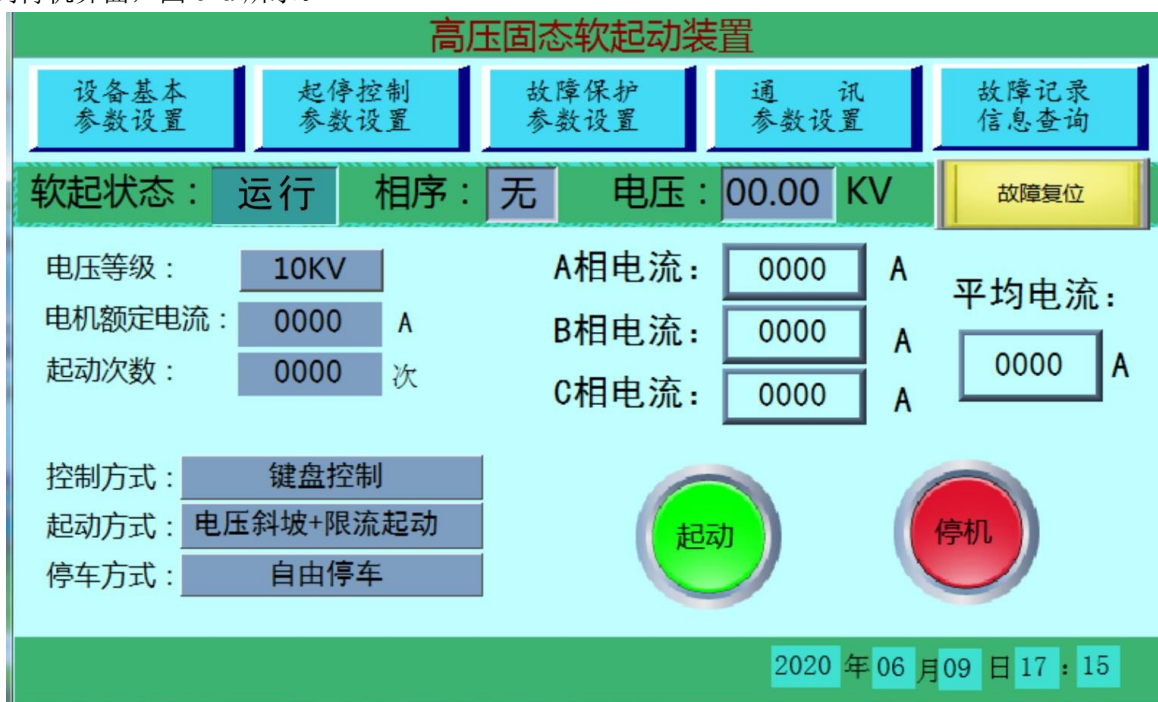 高压固态软起动装置
设备基本 起停控制 故障保护 通 讯 故障记录
参数设置 参数设置 参数设置 参数设置 信息查询
软起状态： 运行 相序： 无 电压： 00.00 KV 故障复位
电压等级： 10KV
电机额定电流： 0000 A
起动次数： 0000 次
A相电流： 0000 A
B相电流： 0000 A
C相电流： 0000 A
平均电流：
0000 A
控制方式： 键盘控制
起动方式： 电压斜坡+限流起动
停车方式： 自由停车
起动 停机
2020 年 06 月 09 日 17 : 15